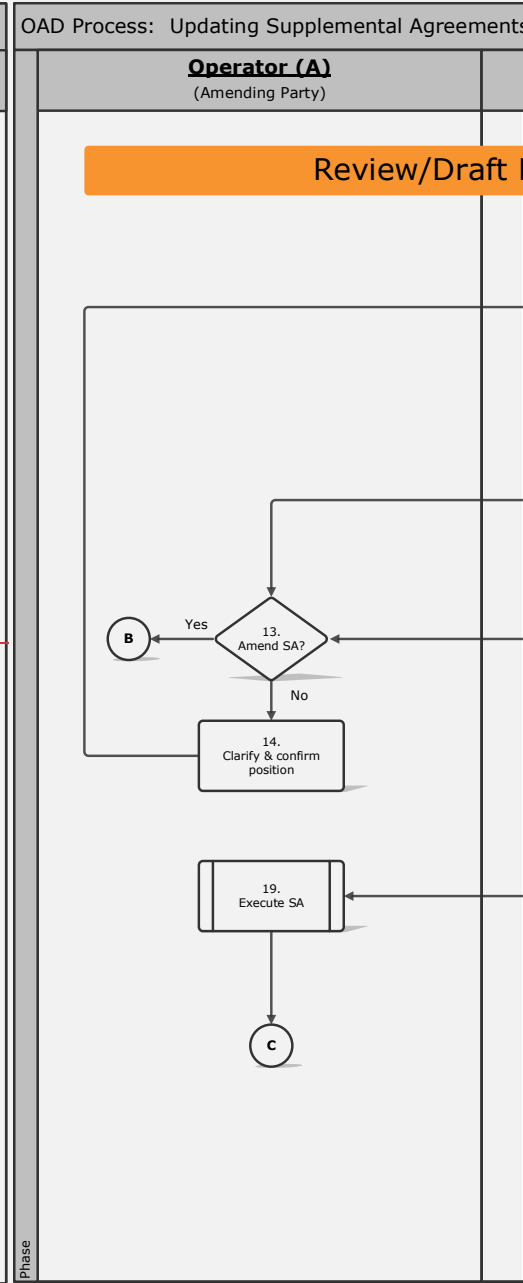 OAD Process: Updating Supplemental Agreements
Operator (A)
(Amending Party)
Review/Draft
13.
Amend SA?
Yes
B
No
14.
Clarify & confirm
position
19.
Execute SA
C
Phase